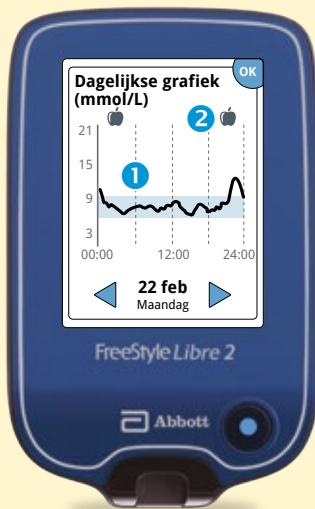 OK
Dagelijkse grafiek
(mmol/L)
2
21
15
1
9
3
00:00 12:00 24:00
22 feb
Maandag
FreeStyle Libre 2
Abbott